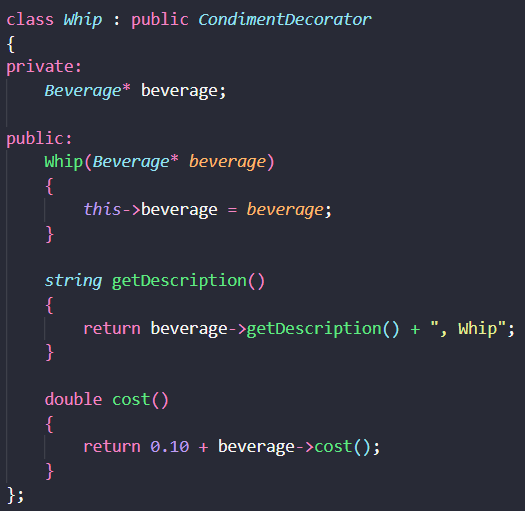 class Whip : public CondimentDecorator
{
private:
    Beverage* beverage;

public:
    Whip(Beverage* beverage)
    {
        this->beverage = beverage;
    }

    string getDescription()
    {
        return beverage->getDescription() + ", Whip";
    }

    double cost()
    {
        return 0.10 + beverage->cost();
    }
};